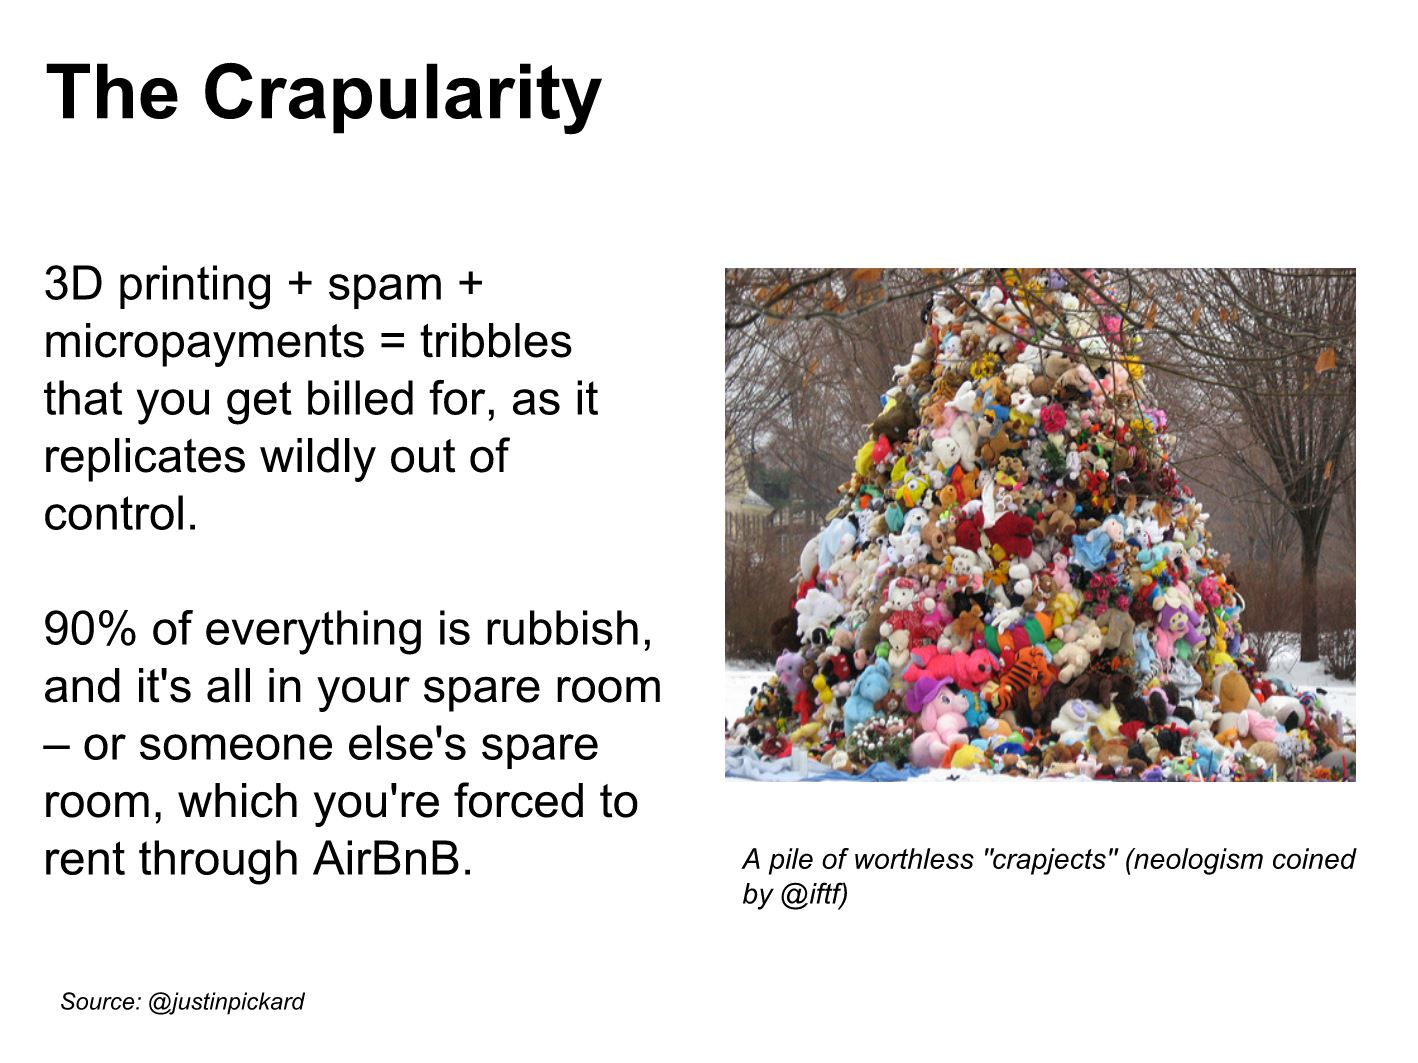 The Crapularity
3D printing + spam +
micropayments = tribbles
that you get billed for, as it
replicates wildly out of
control.
90% of everything is rubbish,
and it's all in your spare room
– or someone else's spare
room, which you're forced to
rent through AirBnB.
A pile of worthless "crapjects" (neologism coined
by @iftf)
Source: @justinpickard